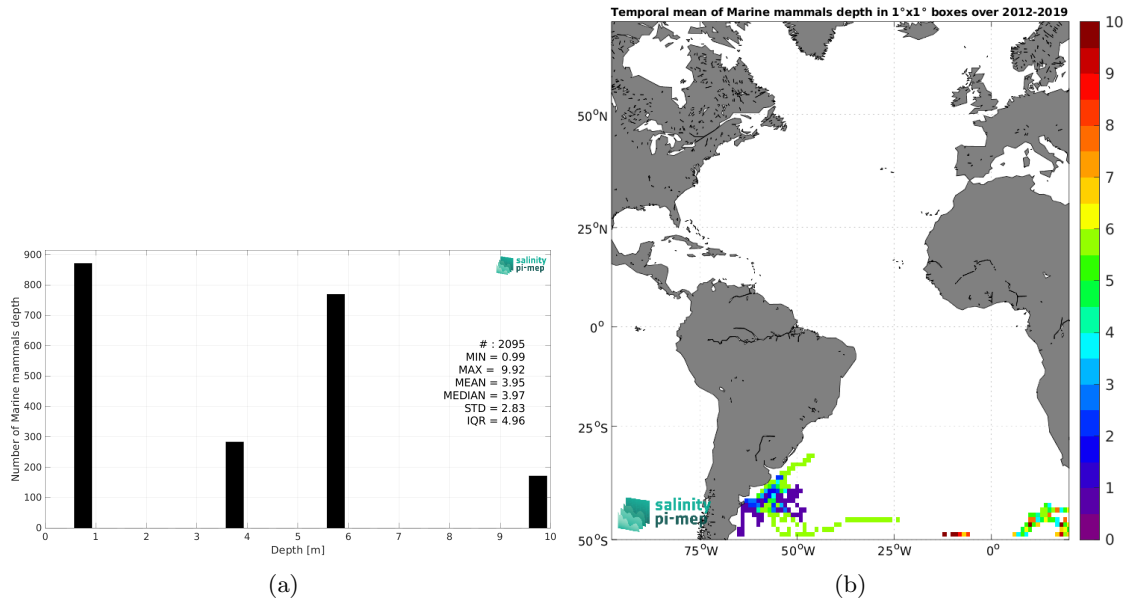 Temporal mean of Marine mammals depth in 1°x1° boxes over 2012-2019
900
800
700
600
500
400
300
200
100
0
Number of Marine mammals depth
0 1 2 3 4 5 6 7 8 9 10
Depth [m]
salinity
pi-mep
# : 2095
MIN = 0.99
MAX = 9.92
MEAN = 3.95
MEDIAN = 3.97
STD = 2.83
IQR = 4.96
(a)
50°N
25°N
0°
25°S
50°S
75°W 50°W 25°W 0°
salinity
pi-mep
10
9
8
7
6
5
4
3
2
1
0
(b)